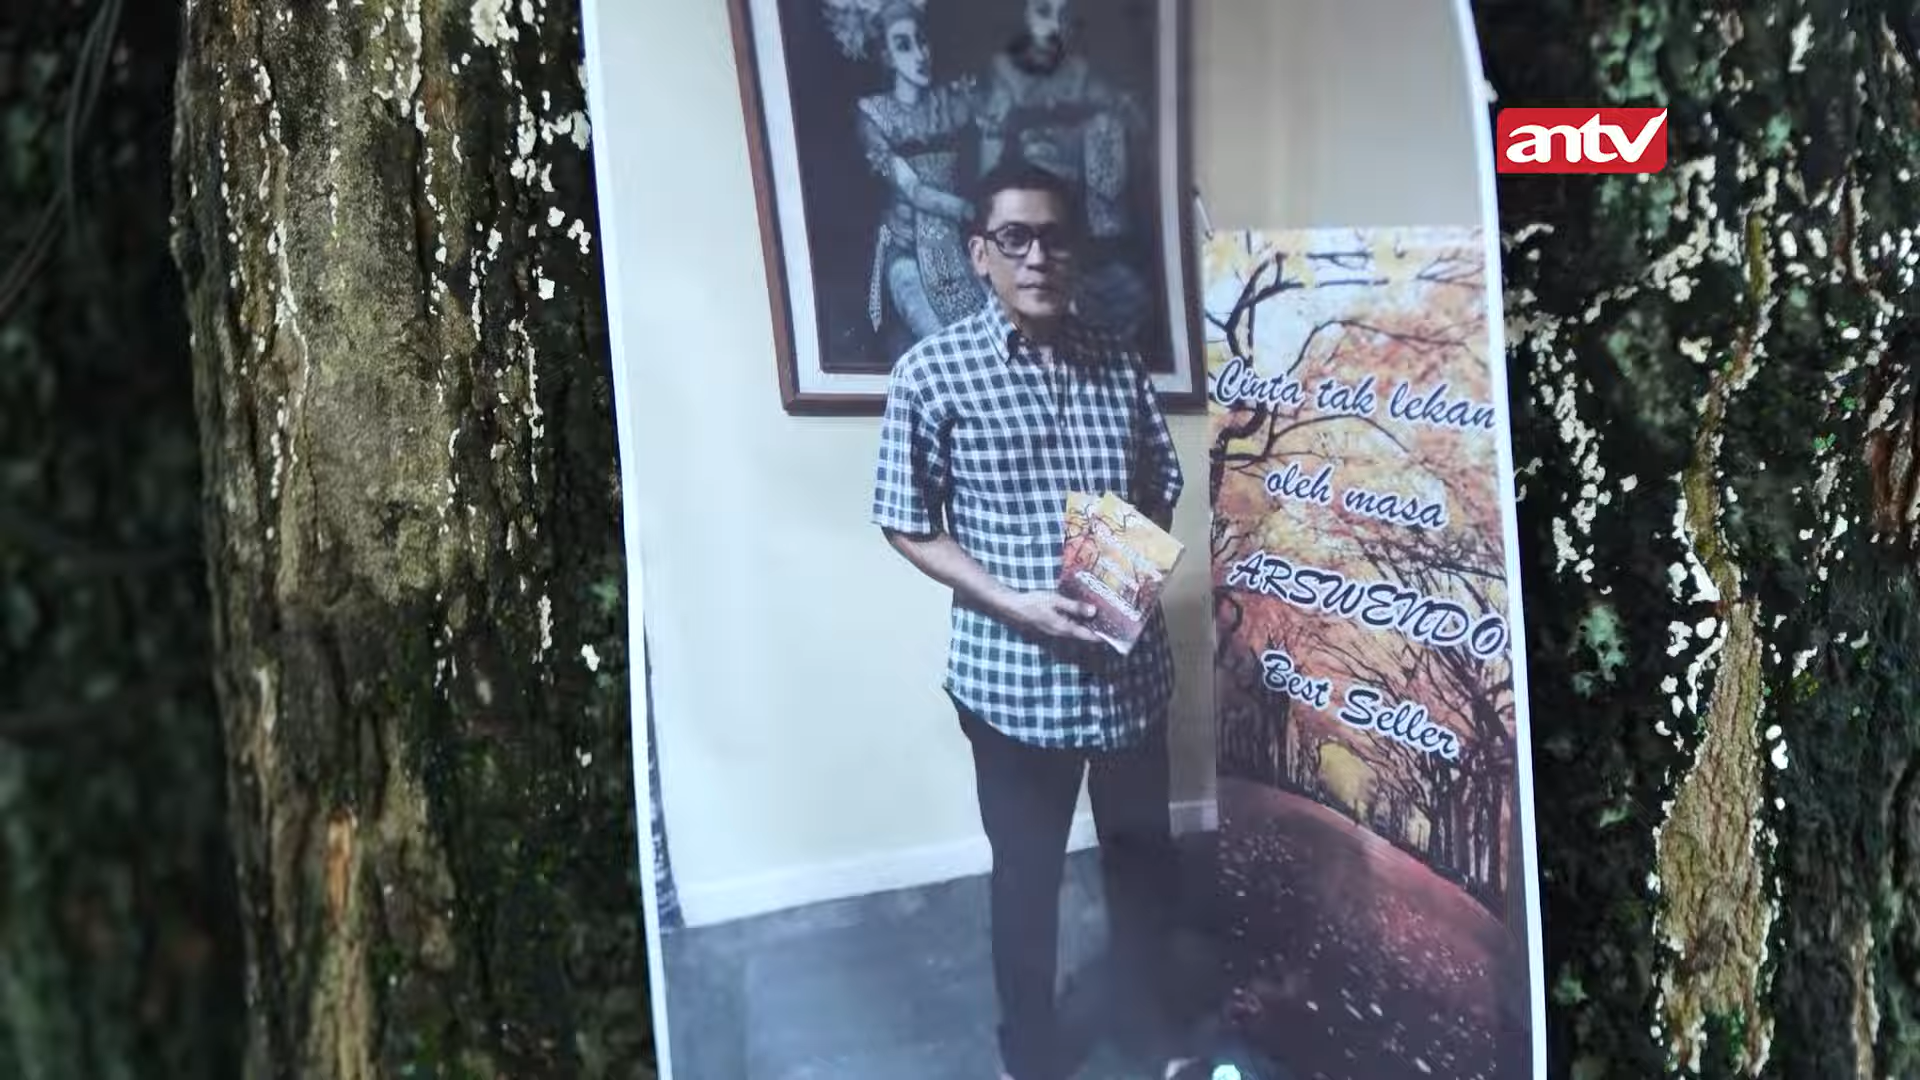 antv
Cinta tak lekan
oleh masa
ARSWENDO
Best Seller